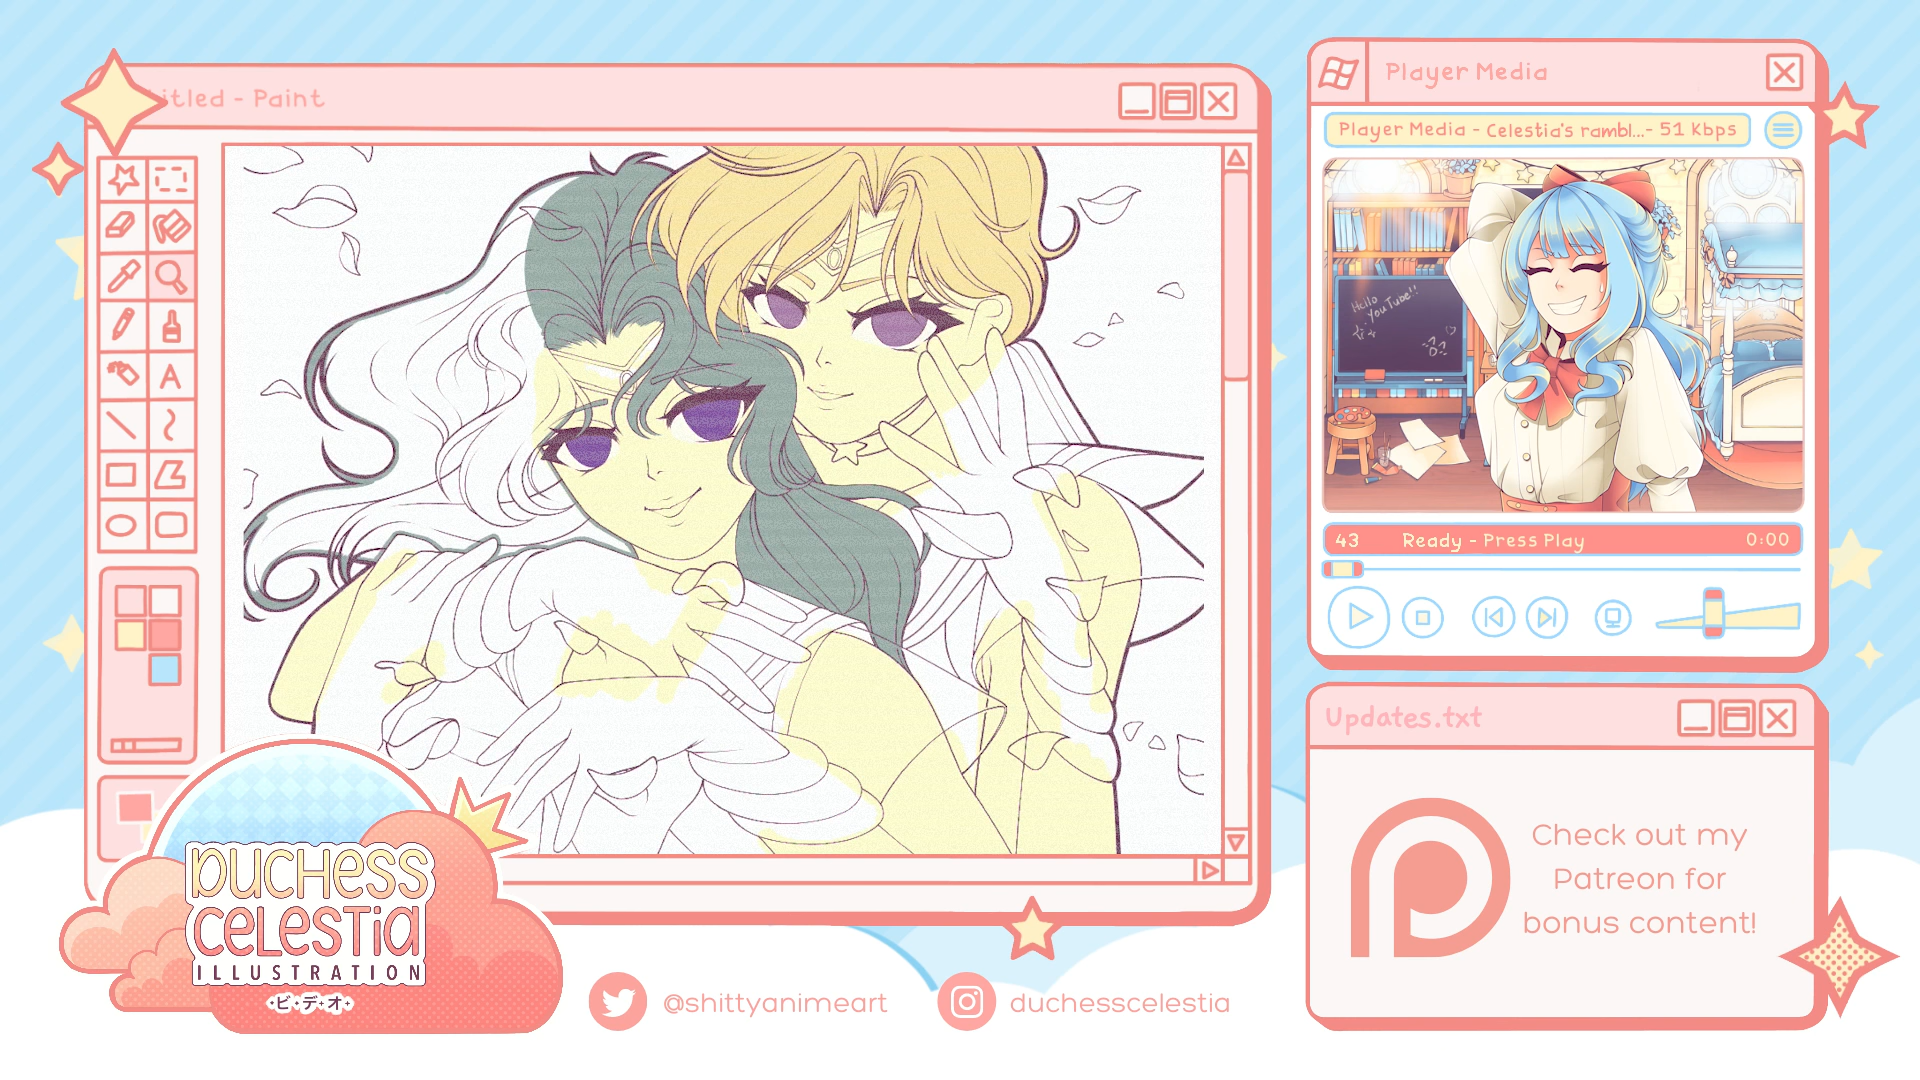 titled - Paint
Player Media
Player Media - Celestia's rambl...- 51 Kbps
Hello
YouTube!!
43 Ready - Press Play 0:00
A
Updates.txt
Check out my
Patreon for
bonus content!
DUCHESS
CELESTIA
ILLUSTRATION
・ビ・デ・オ・
@shittyanimeart
duchesscelestia